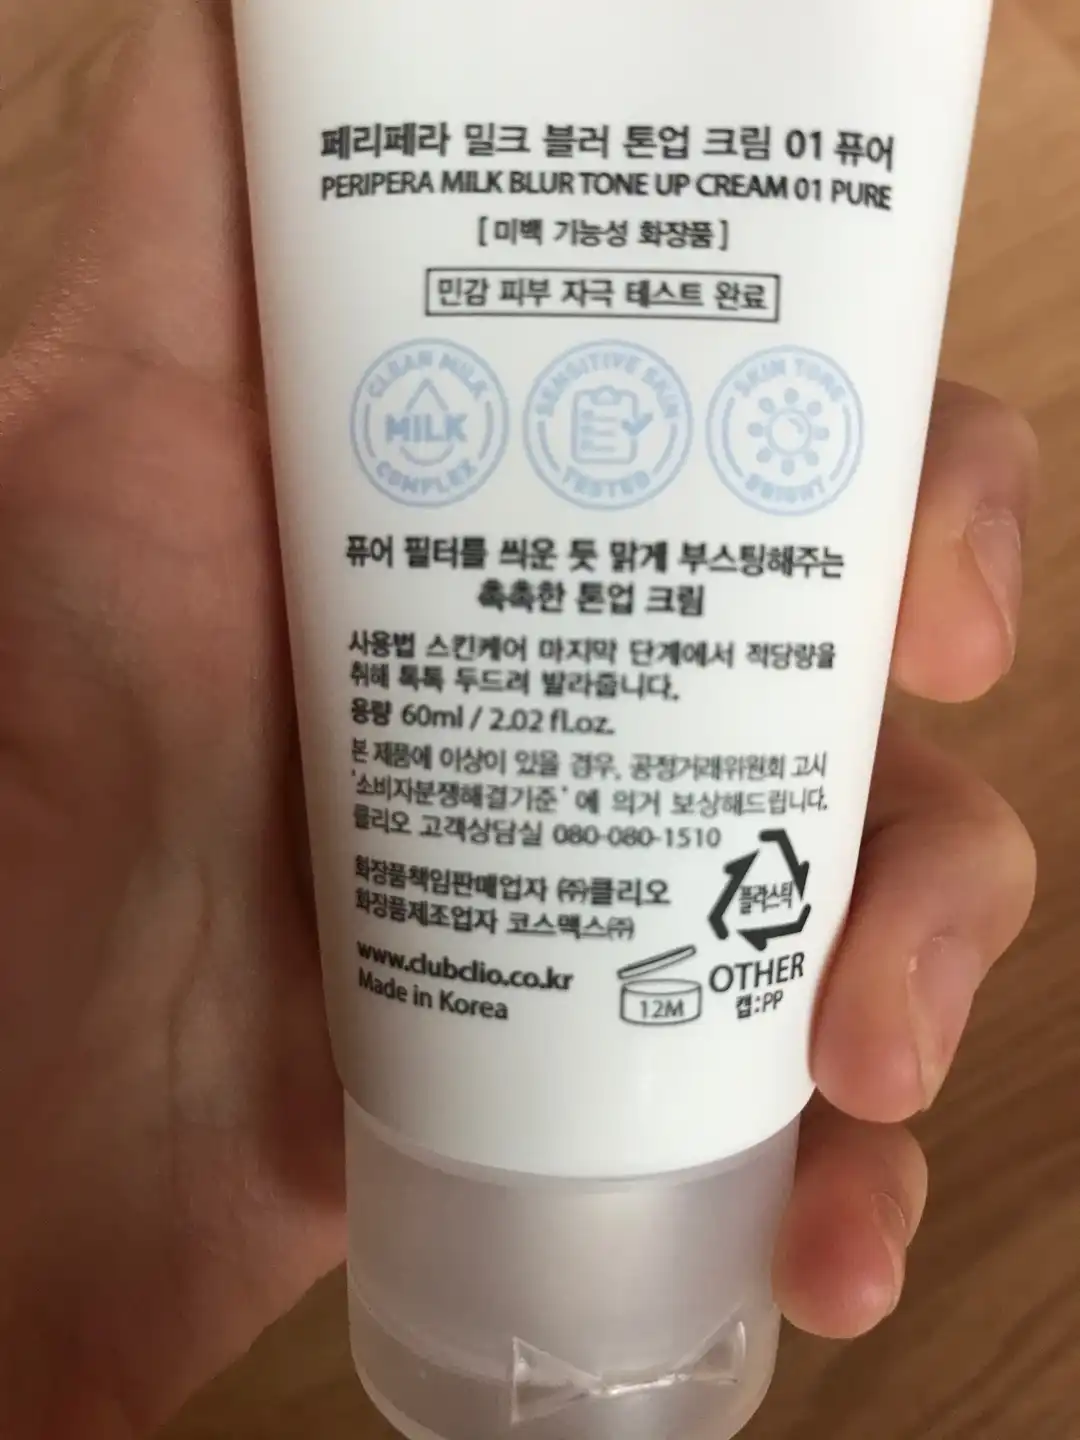 페리페라 밀크 블러 톤업 크림 01 퓨어
PERIPERA MILK BLUR TONE UP CREAM 01 PURE
[ 미백 기능성 화장품 ]
민감 피부 자극 테스트 완료
CLEAN MILK
MILK
COMPLEX
SENSITIVE SKIN
TESTED
SKIN TONE
BRIGHT
퓨어 필터를 씌운 듯 맑게 부스팅해주는
촉촉한 톤업 크림
사용법 스킨케어 마지막 단계에서 적당량을
취해 톡톡 두드려 발라줍니다.
용량 60ml / 2.02 fl.oz.
본 제품에 이상이 있을 경우, 공정거래위원회 고시
'소비자분쟁해결기준' 에 의거 보상해드립니다.
클리오 고객상담실 080-080-1510
화장품책임판매업자 ㈜클리오
화장품제조업자 코스맥스㈜
www.clubclio.co.kr
Made in Korea
12M
플라스틱
OTHER
캡:PP